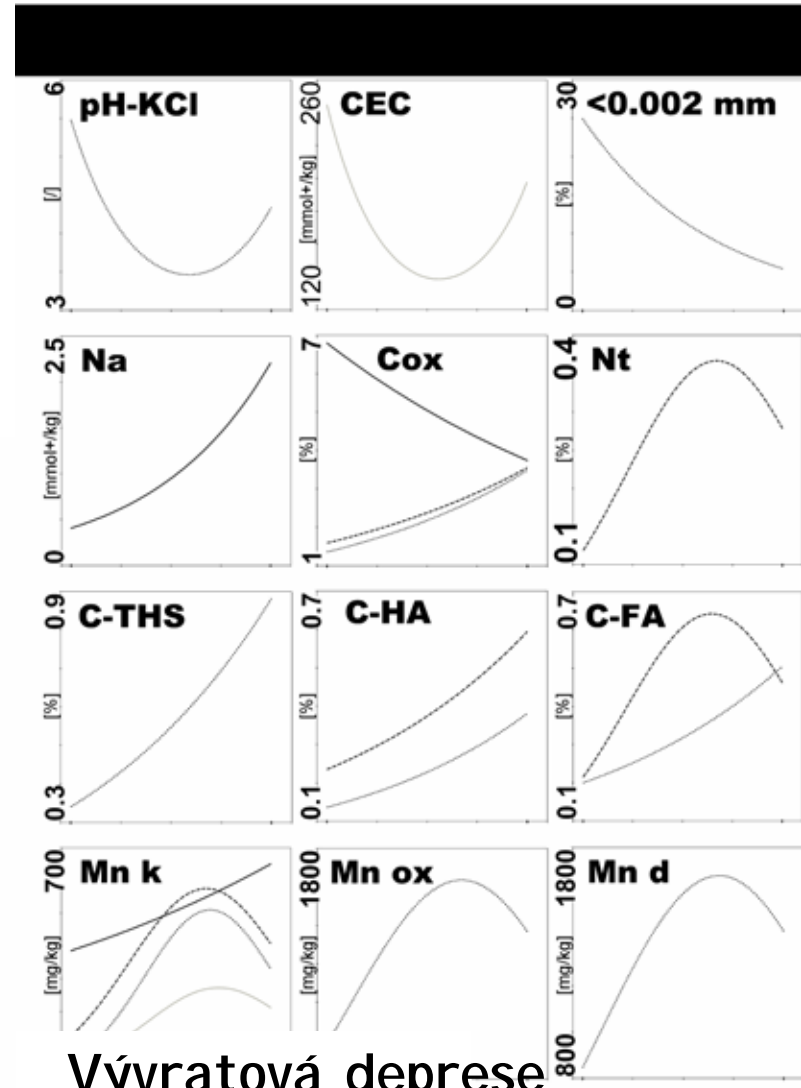 pH-KCl CEC <0.002 mm
6 260 30
[/] [mmol+/kg] [%]
3 120 0
Na Cox Nt
2.5 7 0.4
[mmol+/kg] [%] [%]
0 1 0.1
C-THS C-HA C-FA
0.9 0.7 0.7
[%] [%] [%]
0.3 0.1 0.1
Mn k Mn ox Mn d
700 1800 1800
[mg/kg] [mg/kg] [mg/kg]
800
Vývratová deprese